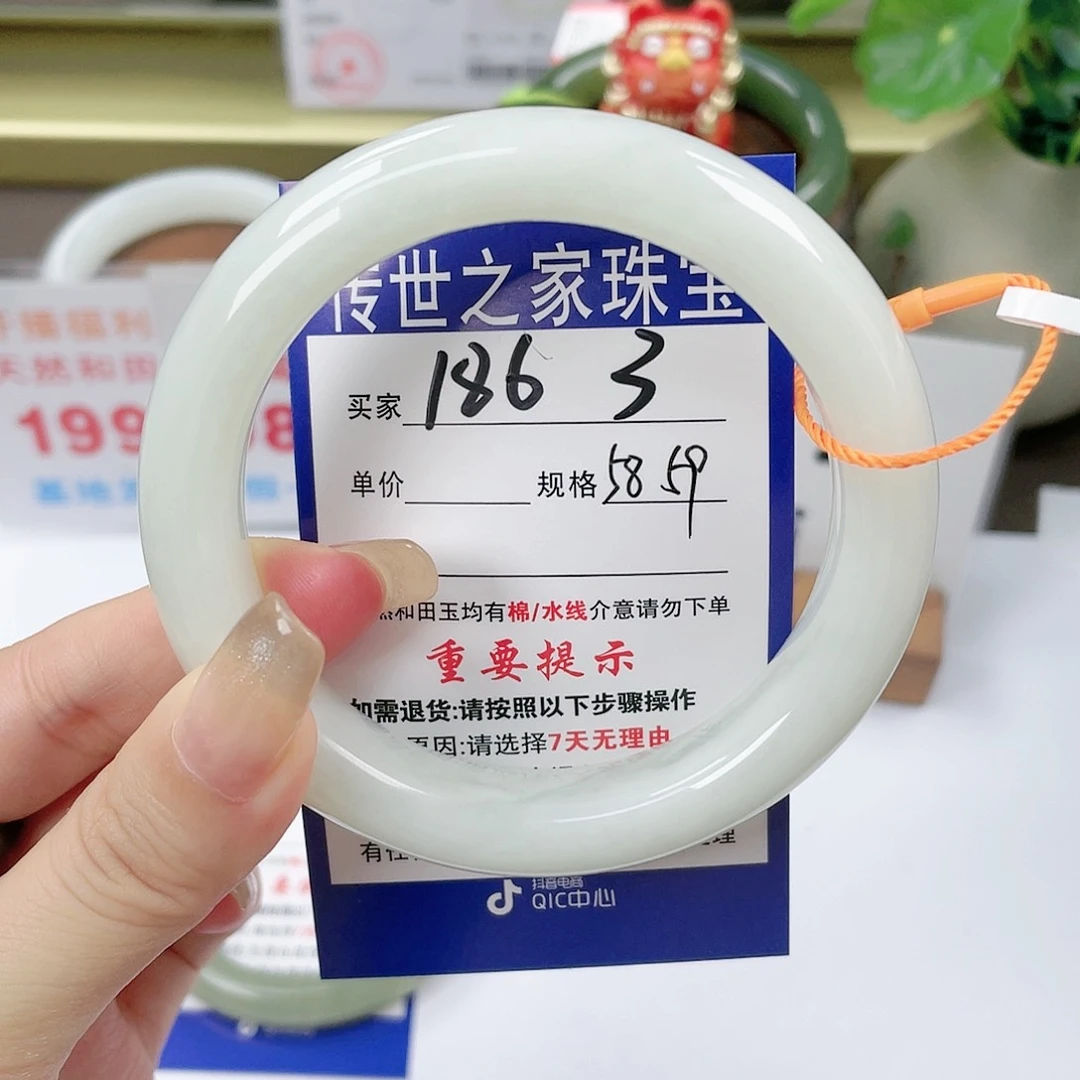 传世之家珠宝
买家 186 3
单价 规格 58 59
和田玉均有棉/水线介意请勿下单
重要提示
如需退货:请按照以下步骤操作
原因:请选择7天无理由
有任
抖音电商
QIC中心
天然和田
199